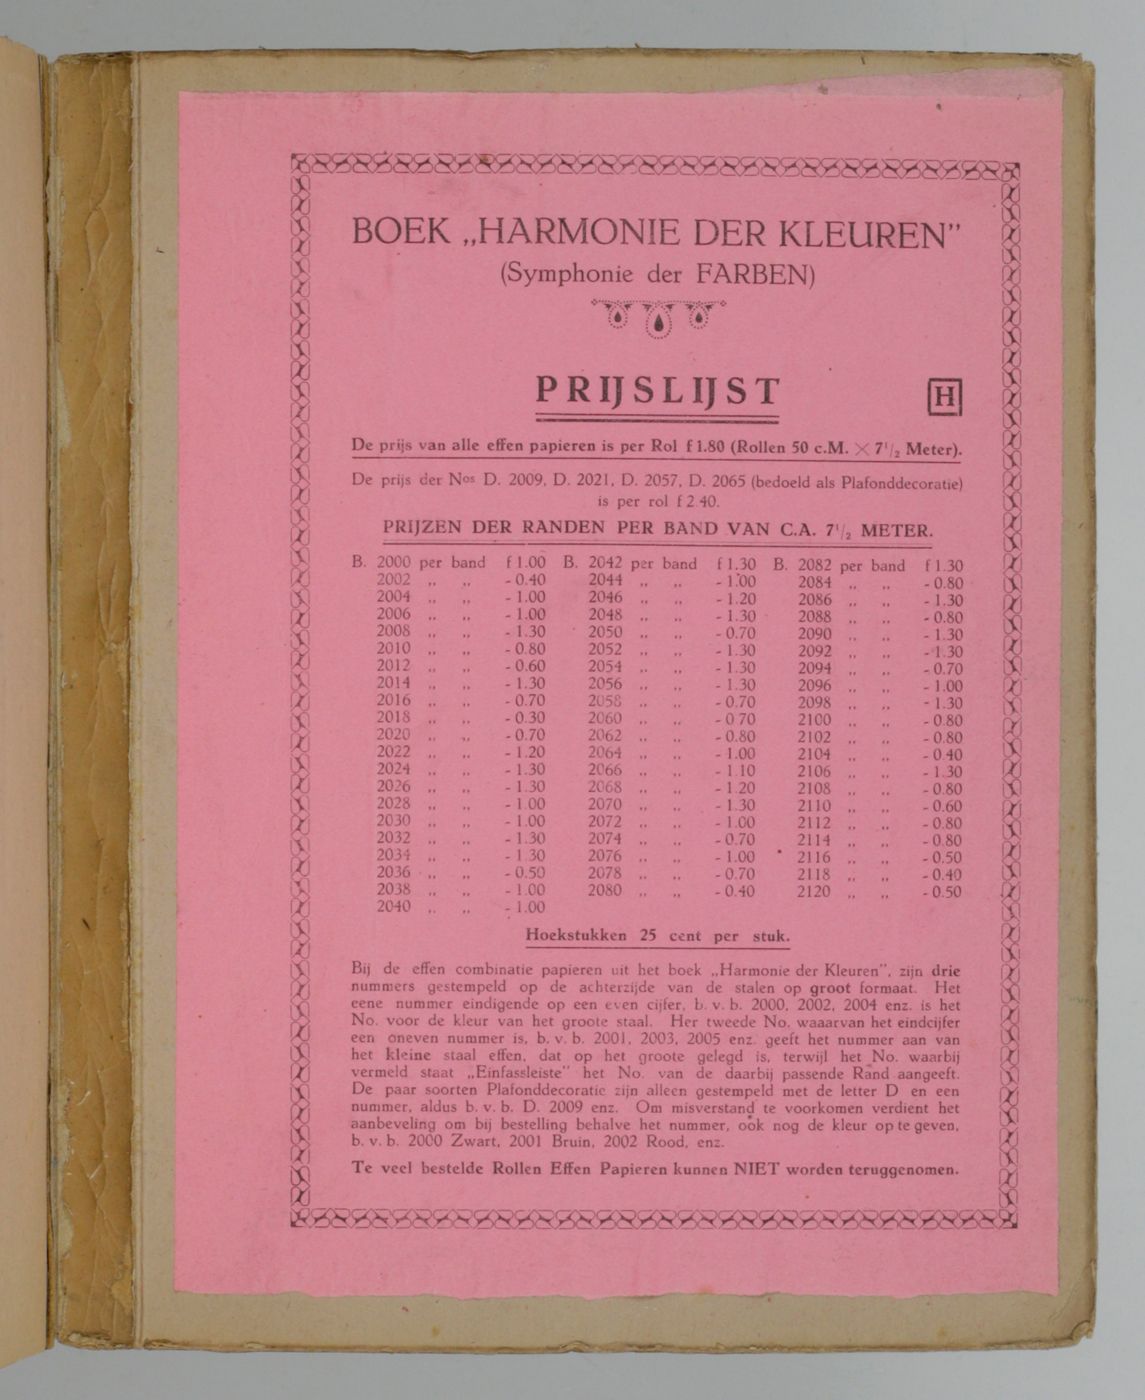 BOEK „HARMONIE DER KLEUREN”
(Symphonie der FARBEN)
PRIJSLIJST
H
De prijs van alle effen papieren is per Rol f 1.80 (Rollen 50 c.M. × 7 1/2 Meter).
De prijs der Nos D. 2009, D. 2021, D. 2057, D. 2065 (bedoeld als Plafonddecoratie)
is per rol f 2.40.
PRIJZEN DER RANDEN PER BAND VAN C.A. 7 1/2 METER.
B. 2000 per band f 1.00 B. 2042 per band f 1.30 B. 2082 per band f 1.30
2002 „ „ - 0.40 2044 „ „ - 1.00 2084 „ „ - 0.80
2004 „ „ - 1.00 2046 „ „ - 1.20 2086 „ „ - 1.30
2006 „ „ - 1.00 2048 „ „ - 1.30 2088 „ „ - 0.80
2008 „ „ - 1.30 2050 „ „ - 0.70 2090 „ „ - 1.30
2010 „ „ - 0.80 2052 „ „ - 1.30 2092 „ „ - 1.30
2012 „ „ - 0.60 2054 „ „ - 1.30 2094 „ „ - 0.70
2014 „ „ - 1.30 2056 „ „ - 1.30 2096 „ „ - 1.00
2016 „ „ - 0.70 2058 „ „ - 0.70 2098 „ „ - 1.30
2018 „ „ - 0.30 2060 „ „ - 0.70 2100 „ „ - 0.80
2020 „ „ - 0.70 2062 „ „ - 0.80 2102 „ „ - 0.80
2022 „ „ - 1.20 2064 „ „ - 1.00 2104 „ „ - 0.40
2024 „ „ - 1.30 2066 „ „ - 1.10 2106 „ „ - 1.30
2026 „ „ - 1.30 2068 „ „ - 1.20 2108 „ „ - 0.80
2028 „ „ - 1.00 2070 „ „ - 1.30 2110 „ „ - 0.60
2030 „ „ - 1.00 2072 „ „ - 1.00 2112 „ „ - 0.80
2032 „ „ - 1.30 2074 „ „ - 0.70 2114 „ „ - 0.80
2034 „ „ - 1.30 2076 „ „ - 1.00 2116 „ „ - 0.50
2036 „ „ - 0.50 2078 „ „ - 0.70 2118 „ „ - 0.40
2038 „ „ - 1.00 2080 „ „ - 0.40 2120 „ „ - 0.50
2040 „ „ - 1.00
Hoekstukken 25 cent per stuk.
Bij de effen combinatie papieren uit het boek „Harmonie der Kleuren”, zijn drie
nummers gestempeld op de achterzijde van de stalen op groot formaat. Het
eene nummer eindigende op een even cijfer, b. v. b. 2000, 2002, 2004 enz. is het
No. voor de kleur van het groote staal. Her tweede No. waaarvan het eindcijfer
een oneven nummer is, b. v. b. 2001, 2003, 2005 enz. geeft het nummer aan van
het kleine staal effen, dat op het groote gelegd is, terwijl het No. waarbij
vermeld staat „Einfassleiste” het No. van de daarbij passende Rand aangeeft.
De paar soorten Plafonddecoratie zijn alleen gestempeld met de letter D en een
nummer, aldus b. v. b. D. 2009 enz. Om misverstand te voorkomen verdient het
aanbeveling om bij bestelling behalve het nummer, ook nog de kleur op te geven,
b. v. b. 2000 Zwart, 2001 Bruin, 2002 Rood, enz.
Te veel bestelde Rollen Effen Papieren kunnen NIET worden teruggenomen.